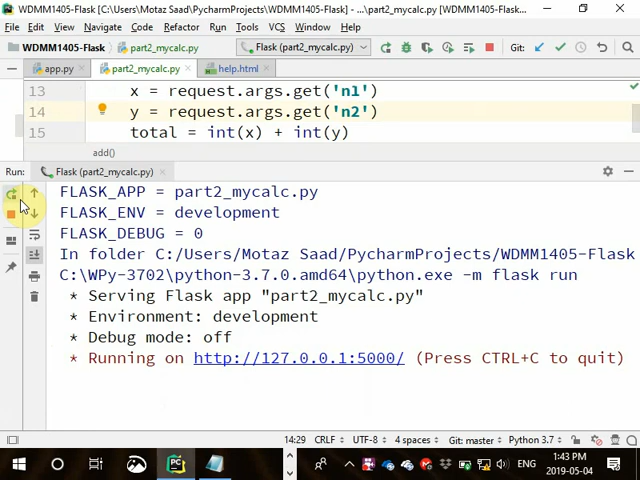 WDMM1405-Flask [C:\Users\Motaz Saad\PycharmProjects\WDMM1405-Flask] - ...\part2_mycalc.py [WDMM1405-Flask...
File Edit View Navigate Code Refactor Run Tools VCS Window Help
WDMM1405-Flask part2_mycalc.py Flask (part2_mycalc.py) Git:
app.py part2_mycalc.py help.html
13 x = request.args.get('n1')
14 y = request.args.get('n2')
15 total = int(x) + int(y)
add()
Run: Flask (part2_mycalc.py)
FLASK_APP = part2_mycalc.py
FLASK_ENV = development
FLASK_DEBUG = 0
In folder C:/Users/Motaz Saad/PycharmProjects/WDMM1405-Flask
C:\WPy-3702\python-3.7.0.amd64\python.exe -m flask run
* Serving Flask app "part2_mycalc.py"
* Environment: development
* Debug mode: off
* Running on http://127.0.0.1:5000/ (Press CTRL+C to quit)
14:29 CRLF UTF-8 4 spaces Git: master Python 3.7
ENG
1:43 PM
2019-05-04